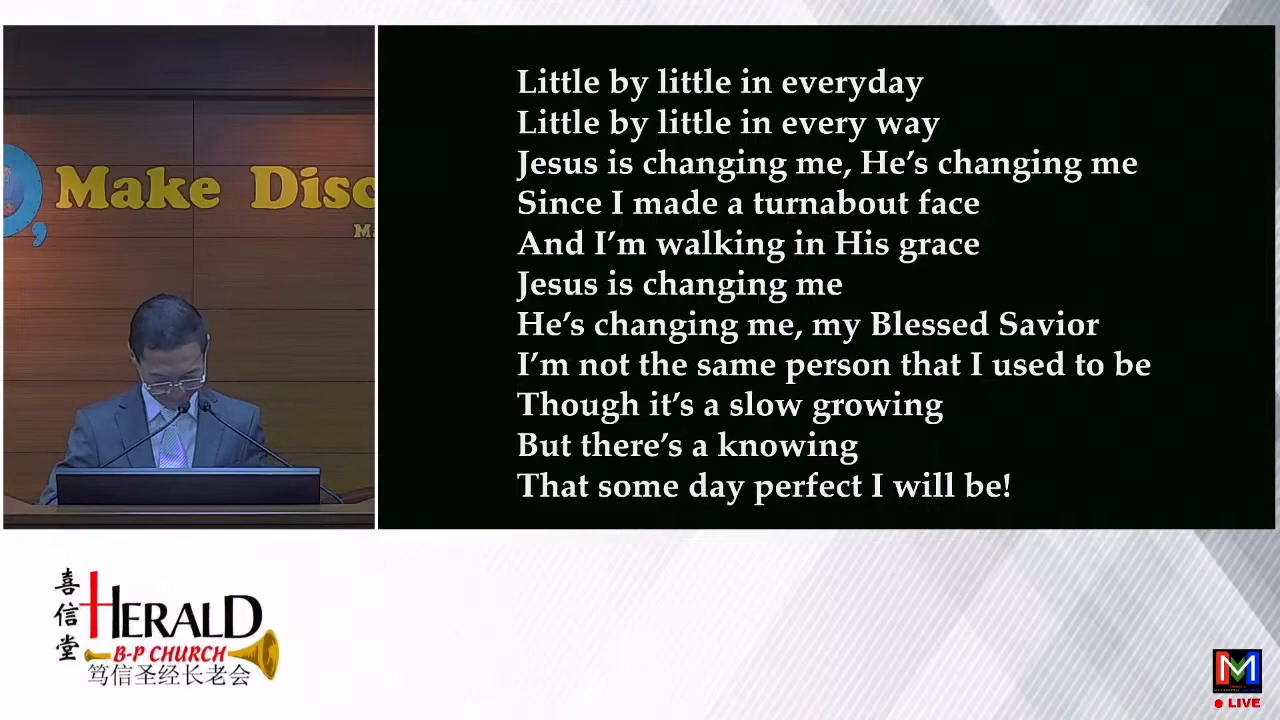 Make Disc
M
Little by little in everyday
Little by little in every way
Jesus is changing me, He’s changing me
Since I made a turnabout face
And I’m walking in His grace
Jesus is changing me
He’s changing me, my Blessed Savior
I’m not the same person that I used to be
Though it’s a slow growing
But there’s a knowing
That some day perfect I will be!
喜信堂
HERALD
B-P CHURCH
笃信圣经长老会
M
LIVE